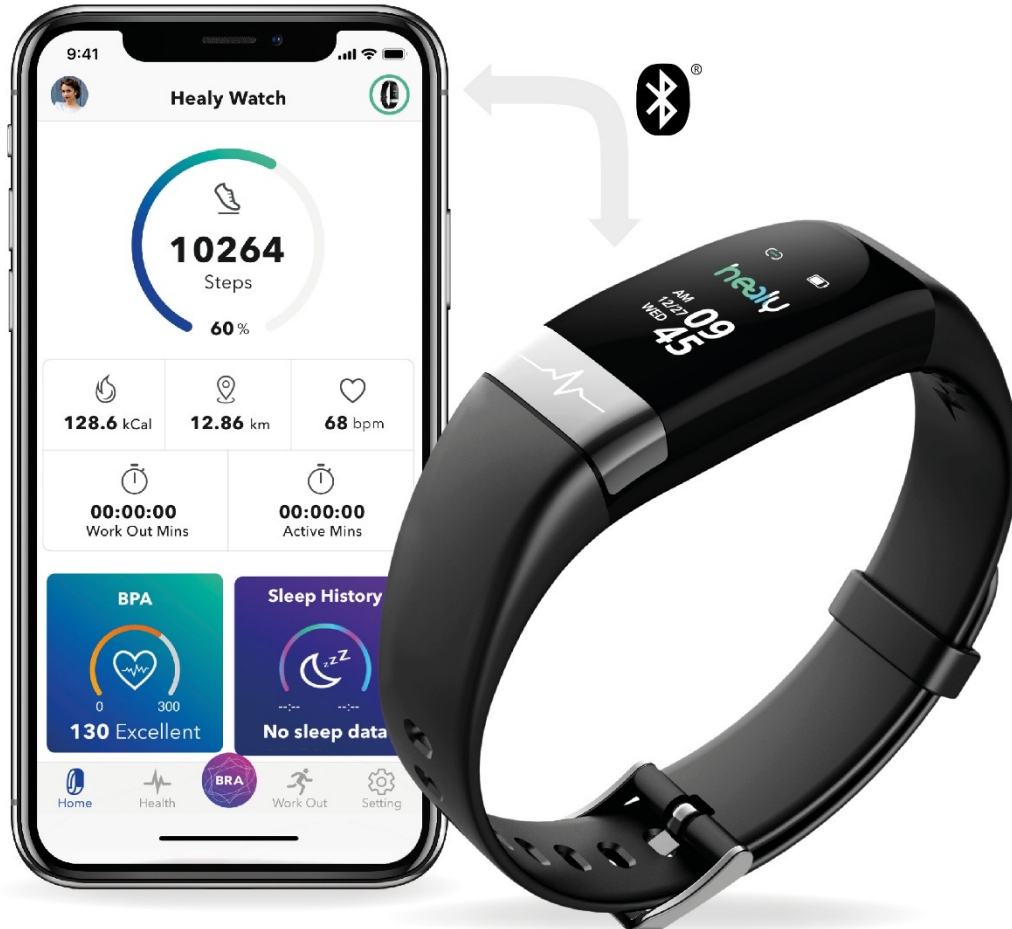 9:41
Healy Watch
10264
Steps
60 %
128.6 kCal
12.86 km
68 bpm
00:00:00
Work Out Mins
00:00:00
Active Mins
BPA
0 300
130 Excellent
Sleep History
zzZ
--:-- --:--
No sleep data
Home
Health
BRA
Work Out
Setting
®
healy
AM
12/27
WED
09
45